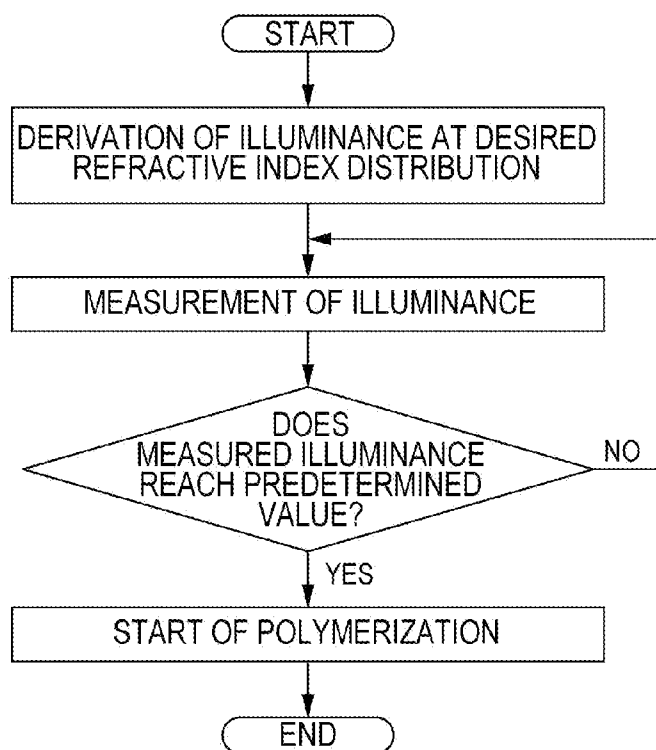 START
DERIVATION OF ILLUMINANCE AT DESIRED
REFRACTIVE INDEX DISTRIBUTION
MEASUREMENT OF ILLUMINANCE
DOES
MEASURED ILLUMINANCE
REACH PREDETERMINED
VALUE?
NO
YES
START OF POLYMERIZATION
END